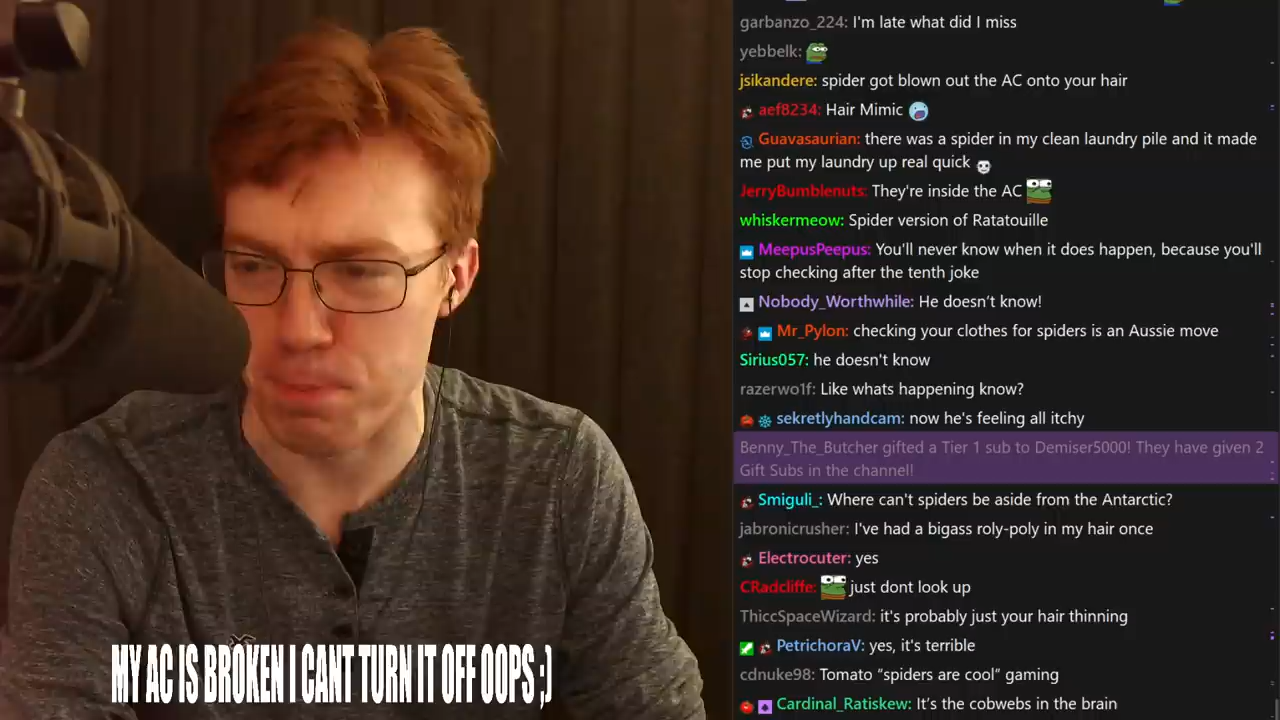 garbanzo_224: I'm late what did I miss
yebbelk:
jsikandere: spider got blown out the AC onto your hair
aef8234: Hair Mimic
Guavasaurian: there was a spider in my clean laundry pile and it made
me put my laundry up real quick
JerryBumblenuts: They're inside the AC
whiskermeow: Spider version of Ratatouille
MeepusPeepus: You'll never know when it does happen, because you'll
stop checking after the tenth joke
Nobody_Worthwhile: He doesn't know!
Mr_Pylon: checking your clothes for spiders is an Aussie move
Sirius057: he doesn't know
razerwo1f: Like whats happening know?
sekretlyhandcam: now he's feeling all itchy
Benny_The_Butcher gifted a Tier 1 sub to Demiser5000! They have given 2
Gift Subs in the channel!
Smiguli_: Where can't spiders be aside from the Antarctic?
jabronicrusher: I've had a bigass roly-poly in my hair once
Electrocuter: yes
CRadcliffe: just dont look up
ThiccSpaceWizard: it's probably just your hair thinning
PetrichoraV: yes, it's terrible
cdnuke98: Tomato “spiders are cool” gaming
Cardinal_Ratiskew: It's the cobwebs in the brain
MY AC IS BROKEN I CANT TURN IT OFF OOPS ;)